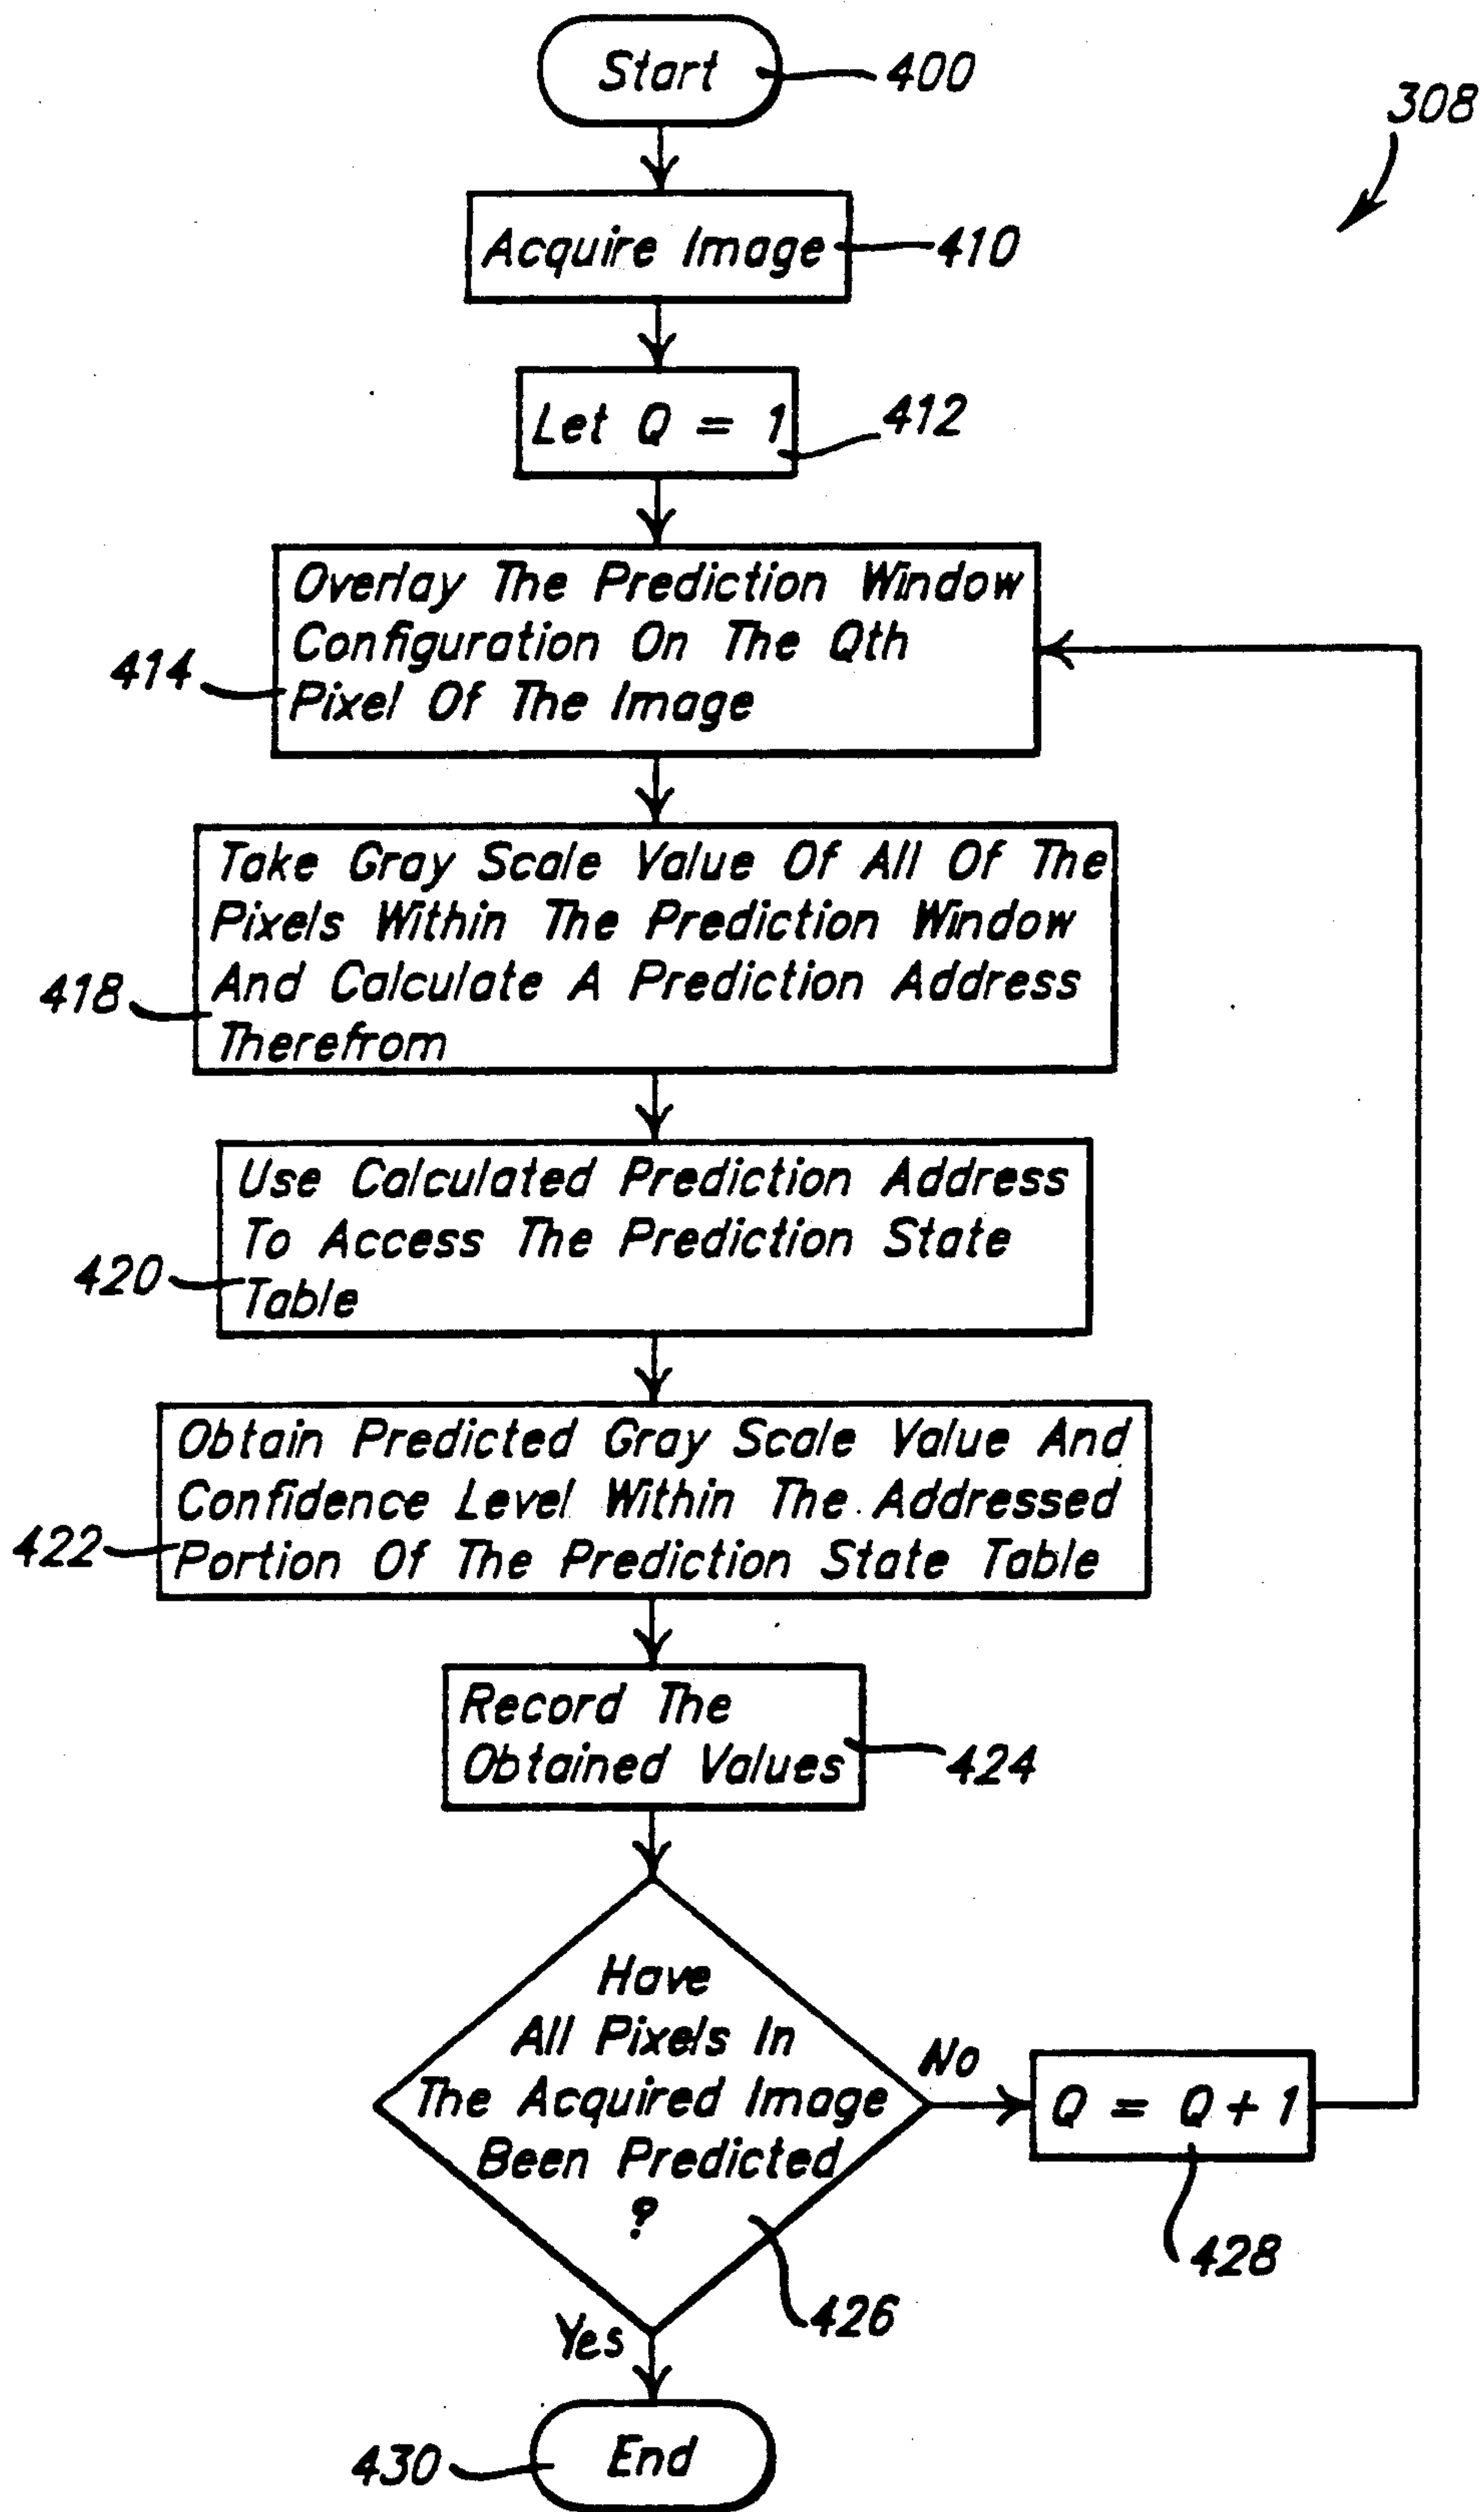 Start
400
308
Acquire Image
410
Let Q = 1
412
Overlay The Prediction Window
Configuration On The Qth
Pixel Of The Image
414
Take Gray Scale Value Of All Of The
Pixels Within The Prediction Window
And Calculate A Prediction Address
Therefrom
418
Use Calculated Prediction Address
To Access The Prediction State
Table
420
Obtain Predicted Gray Scale Value And
Confidence Level Within The Addressed
Portion Of The Prediction State Table
422
Record The
Obtained Values
424
Have
All Pixels In
The Acquired Image
Been Predicted
?
No
Q = Q + 1
428
426
Yes
End
430